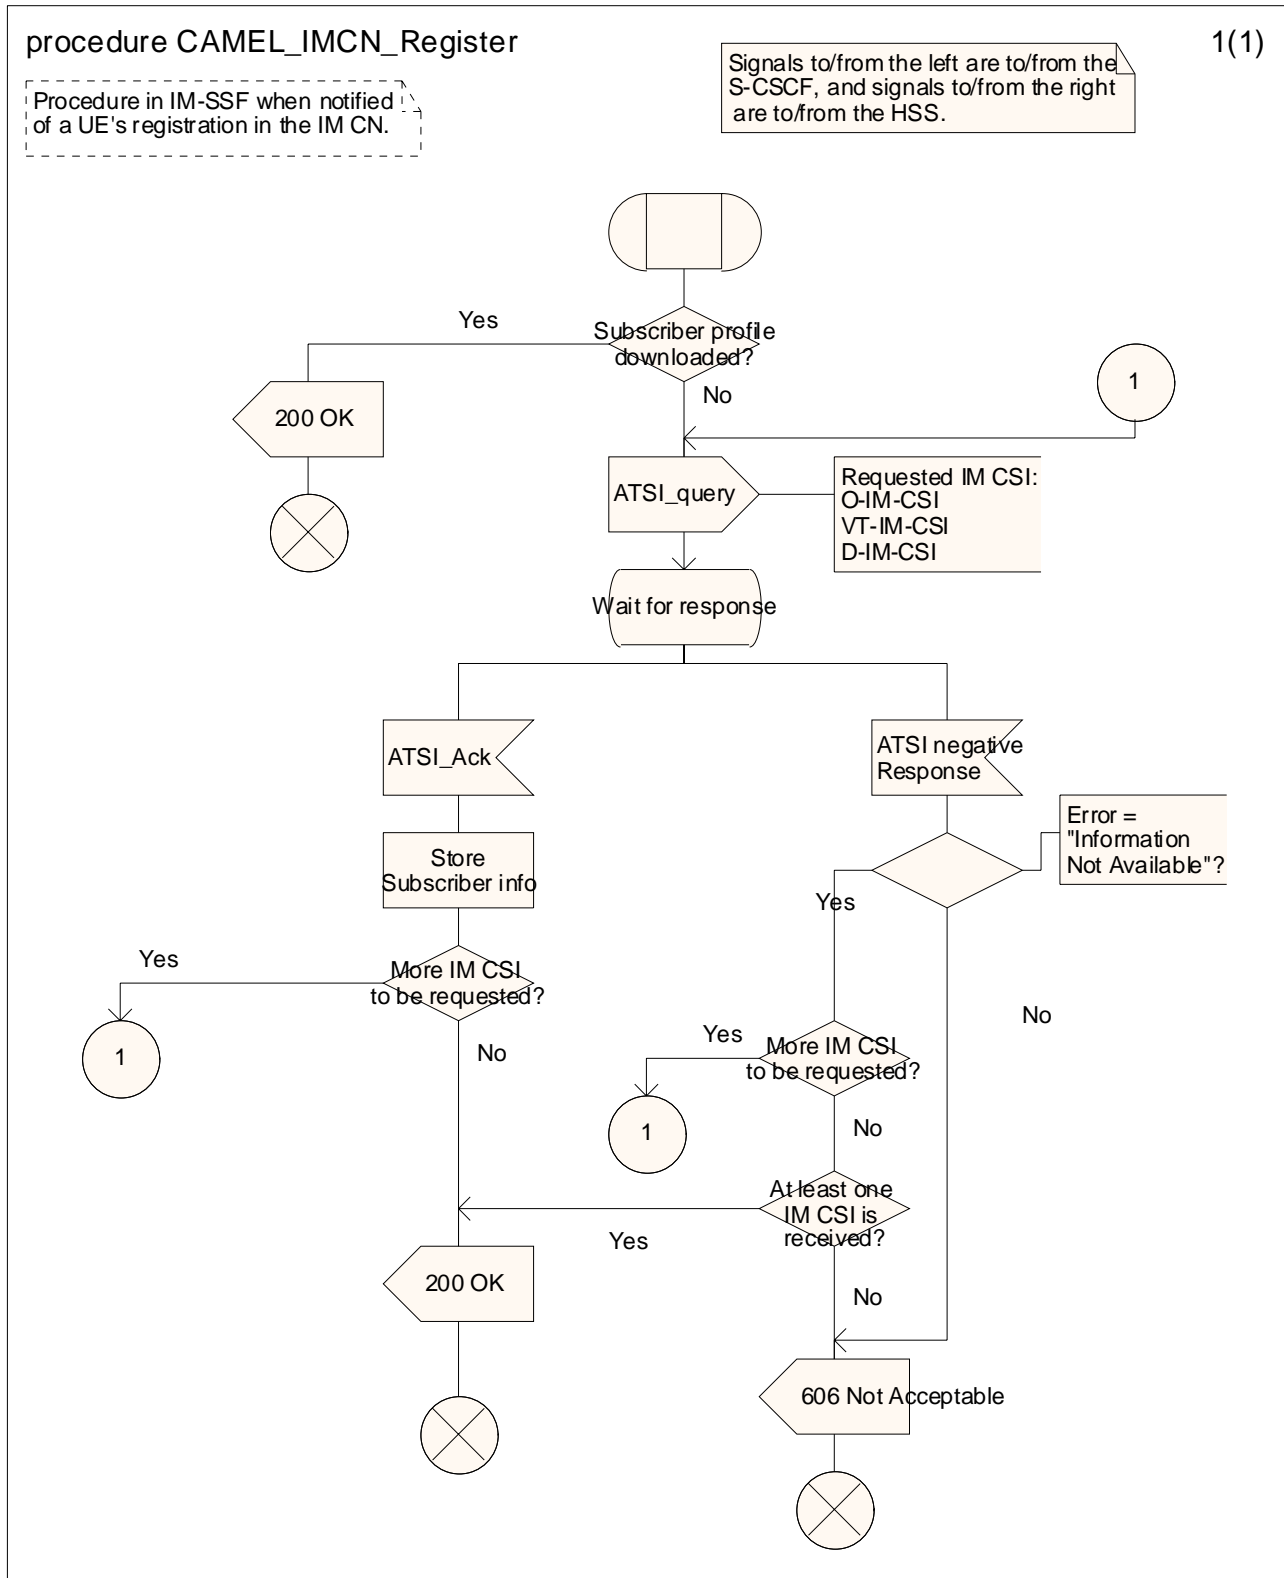 procedure CAMEL_IMCN_Register
1(1)
Procedure in IM-SSF when notified
of a UE's registration in the IM CN.
Signals to/from the left are to/from the
S-CSCF, and signals to/from the right
are to/from the HSS.
Yes
Subscriber profile
downloaded?
No
1
200 OK
ATSI_query
Requested IM CSI:
O-IM-CSI
VT-IM-CSI
D-IM-CSI
Wait for response
ATSI_Ack
ATSI negative
Response
Error =
"Information
Not Available"?
Store
Subscriber info
Yes
Yes
More IM CSI
to be requested?
No
1
No
Yes
More IM CSI
to be requested?
1
No
At least one
IM CSI is
received?
Yes
200 OK
No
606 Not Acceptable